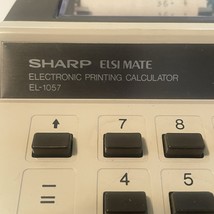 SHARP ELSI MATE
ELECTRONIC PRINTING CALCULATOR
EL-1057
↑ 7 8
= 4 5